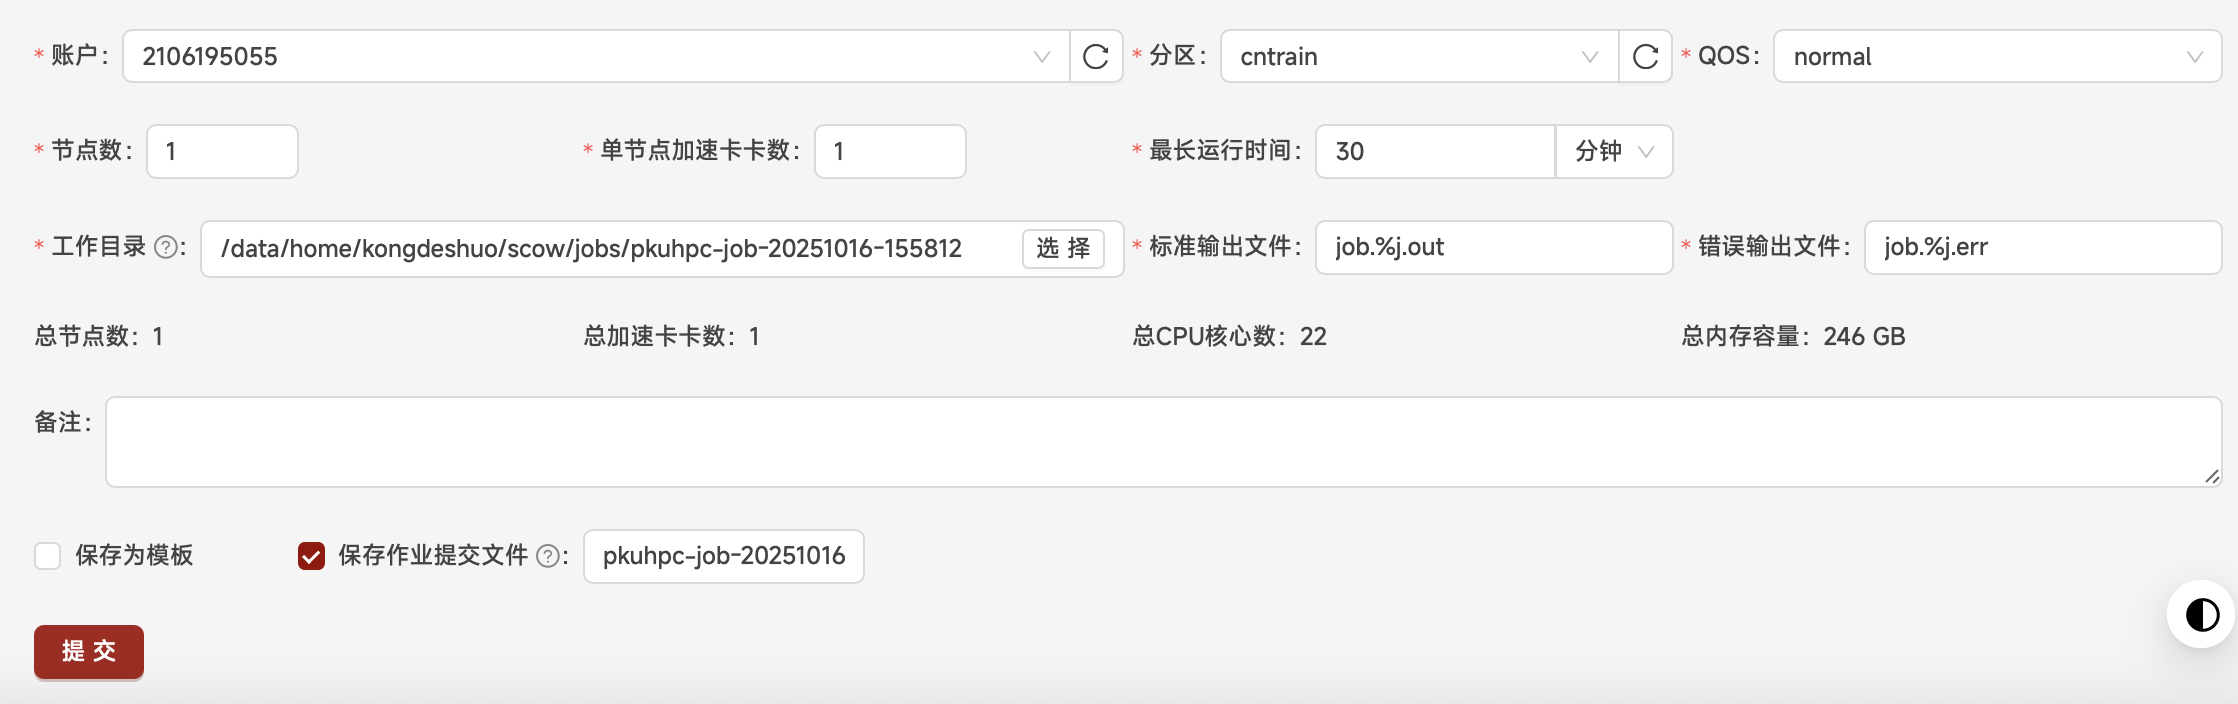 * 账户: 2106195055 * 分区: cntrain * QOS: normal
* 节点数: 1 * 单节点加速卡卡数: 1 * 最长运行时间: 30 分钟
* 工作目录 ?: /data/home/kongdeshuo/scow/jobs/pkuhpc-job-20251016-155812 选 择 * 标准输出文件: job.%j.out * 错误输出文件: job.%j.err
总节点数: 1 总加速卡卡数: 1 总CPU核心数: 22 总内存容量: 246 GB
备注:
保存为模板 保存作业提交文件 ?: pkuhpc-job-20251016
提 交